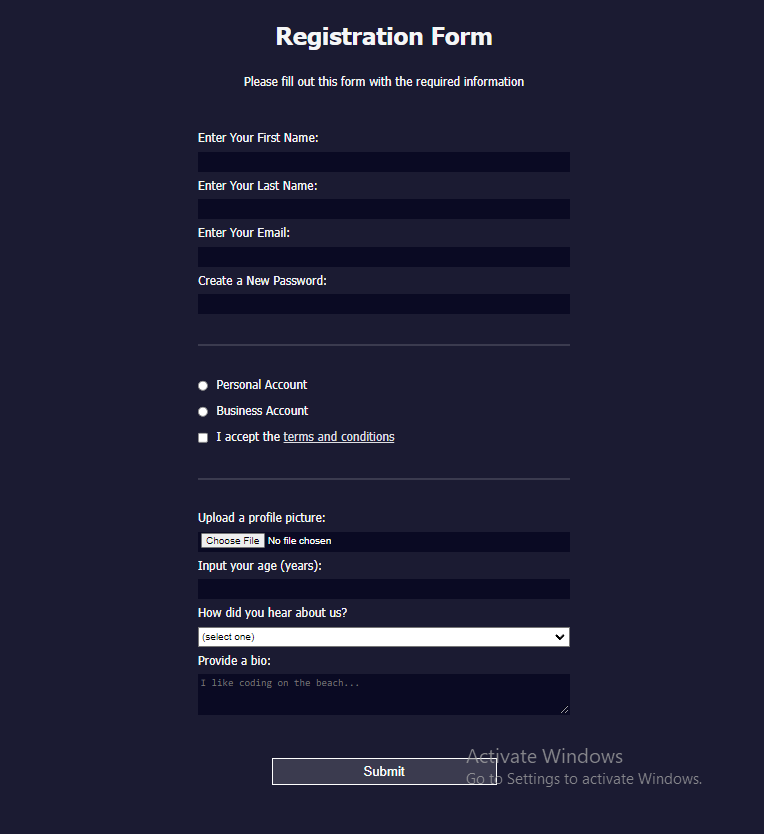 Registration Form
Please fill out this form with the required information
Enter Your First Name:
Enter Your Last Name:
Enter Your Email:
Create a New Password:
Personal Account
Business Account
I accept the terms and conditions
Upload a profile picture:
Choose File No file chosen
Input your age (years):
How did you hear about us?
(select one)
Provide a bio:
I like coding on the beach...
Activate Windows
Submit
Go to Settings to activate Windows.